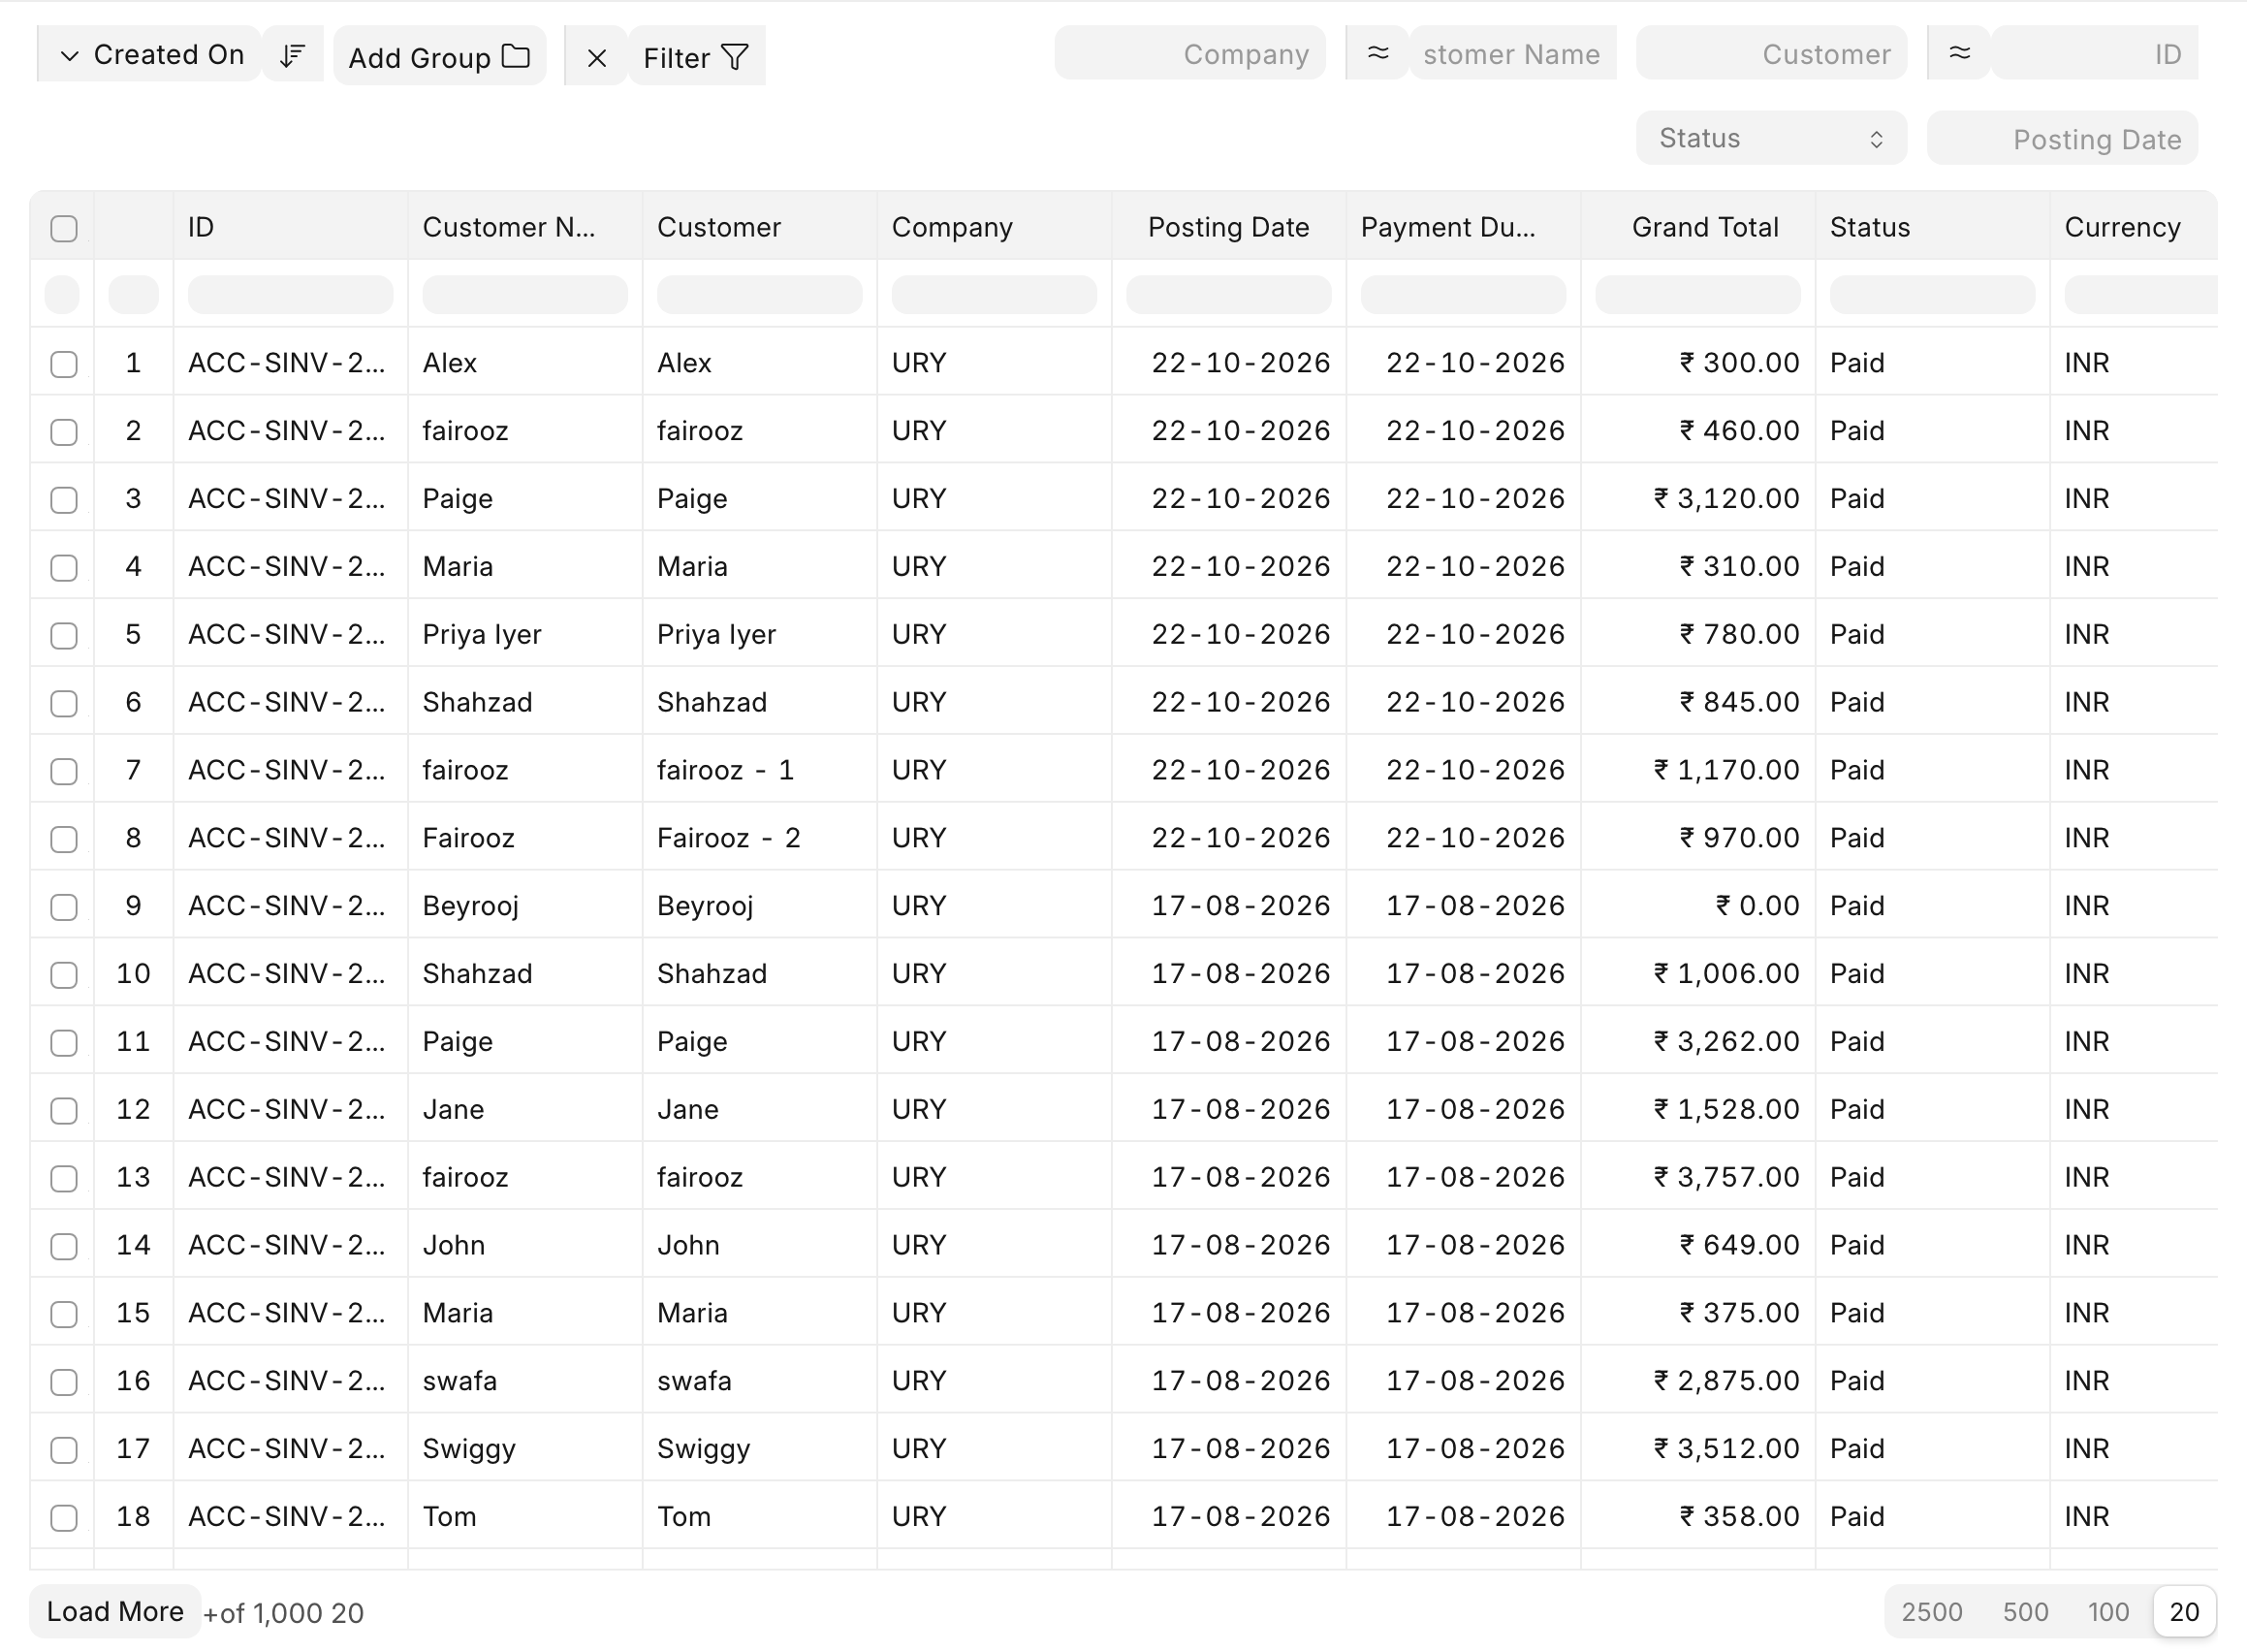 Created On Add Group Filter Company ≈ stomer Name Customer ≈ ID
Status Posting Date
ID Customer N... Customer Company Posting Date Payment Du... Grand Total Status Currency
1 ACC-SINV-2... Alex Alex URY 22-10-2026 22-10-2026 ₹ 300.00 Paid INR
2 ACC-SINV-2... fairooz fairooz URY 22-10-2026 22-10-2026 ₹ 460.00 Paid INR
3 ACC-SINV-2... Paige Paige URY 22-10-2026 22-10-2026 ₹ 3,120.00 Paid INR
4 ACC-SINV-2... Maria Maria URY 22-10-2026 22-10-2026 ₹ 310.00 Paid INR
5 ACC-SINV-2... Priya Iyer Priya Iyer URY 22-10-2026 22-10-2026 ₹ 780.00 Paid INR
6 ACC-SINV-2... Shahzad Shahzad URY 22-10-2026 22-10-2026 ₹ 845.00 Paid INR
7 ACC-SINV-2... fairooz fairooz - 1 URY 22-10-2026 22-10-2026 ₹ 1,170.00 Paid INR
8 ACC-SINV-2... Fairooz Fairooz - 2 URY 22-10-2026 22-10-2026 ₹ 970.00 Paid INR
9 ACC-SINV-2... Beyrooj Beyrooj URY 17-08-2026 17-08-2026 ₹ 0.00 Paid INR
10 ACC-SINV-2... Shahzad Shahzad URY 17-08-2026 17-08-2026 ₹ 1,006.00 Paid INR
11 ACC-SINV-2... Paige Paige URY 17-08-2026 17-08-2026 ₹ 3,262.00 Paid INR
12 ACC-SINV-2... Jane Jane URY 17-08-2026 17-08-2026 ₹ 1,528.00 Paid INR
13 ACC-SINV-2... fairooz fairooz URY 17-08-2026 17-08-2026 ₹ 3,757.00 Paid INR
14 ACC-SINV-2... John John URY 17-08-2026 17-08-2026 ₹ 649.00 Paid INR
15 ACC-SINV-2... Maria Maria URY 17-08-2026 17-08-2026 ₹ 375.00 Paid INR
16 ACC-SINV-2... swafa swafa URY 17-08-2026 17-08-2026 ₹ 2,875.00 Paid INR
17 ACC-SINV-2... Swiggy Swiggy URY 17-08-2026 17-08-2026 ₹ 3,512.00 Paid INR
18 ACC-SINV-2... Tom Tom URY 17-08-2026 17-08-2026 ₹ 358.00 Paid INR
Load More +of 1,000 20 2500 500 100 20